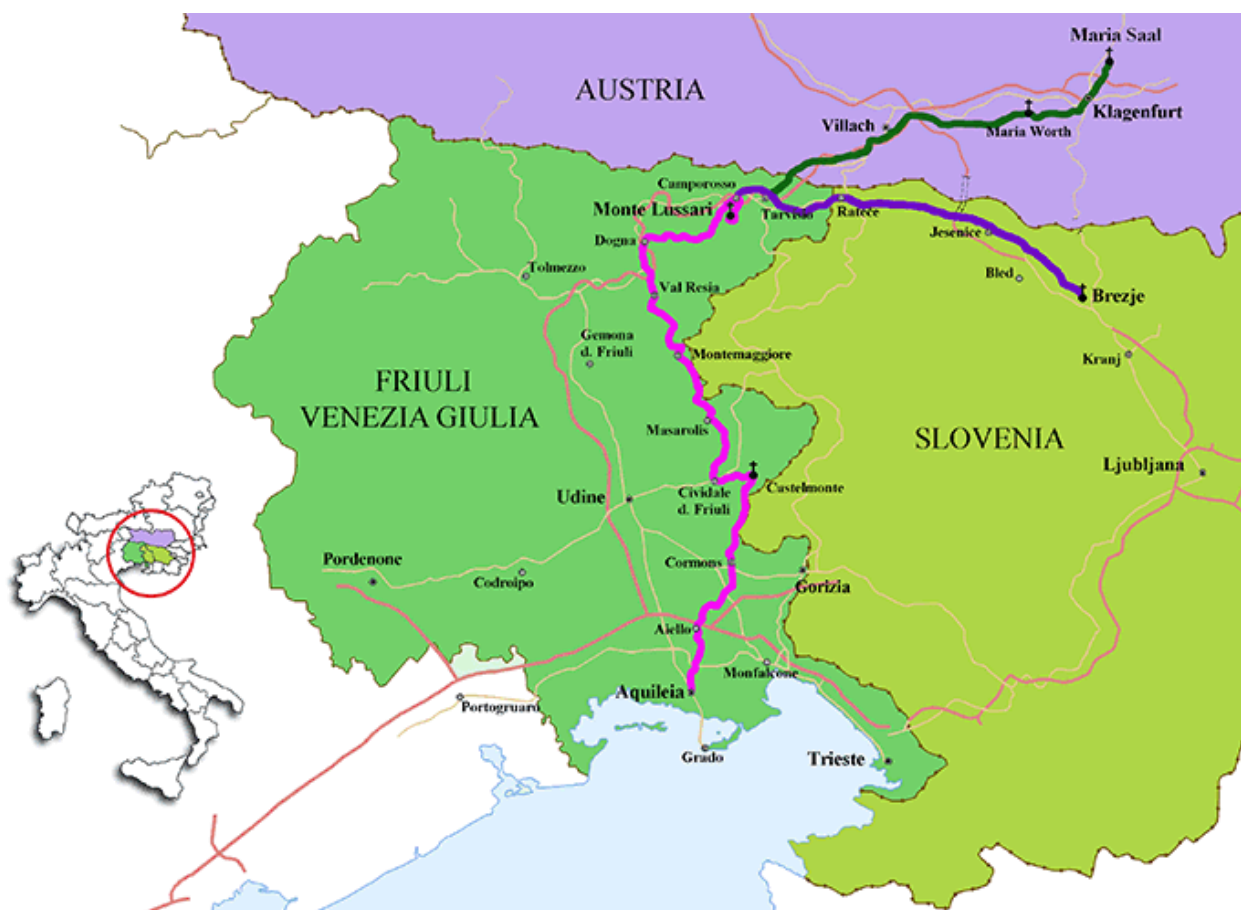 Maria Saal
AUSTRIA
Klagenfurt
Villach
Maria Wörth
Camporosso
Monte Lussari
Tarvisio
Ratece
Dogna
Jesenice
Tolmezzo
Bled
Val Resia
Brezje
Gemona
d. Friuli
Montemaggiore
Kranj
FRIULI
VENEZIA GIULIA
Masarolis
SLOVENIA
Ljubljana
Castelmonte
Cividale
d. Friuli
Udine
Pordenone
Cormons
Codroipo
Gorizia
Aiello
Monfalcone
Aquileia
Portogruaro
Grado
Trieste